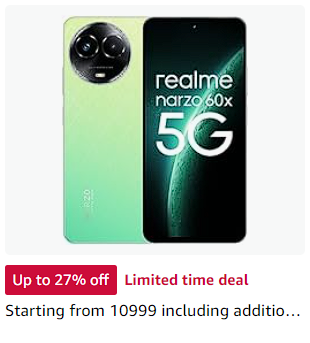 realme
narzo 60x
5G
Up to 27% off Limited time deal
Starting from 10999 including additio...